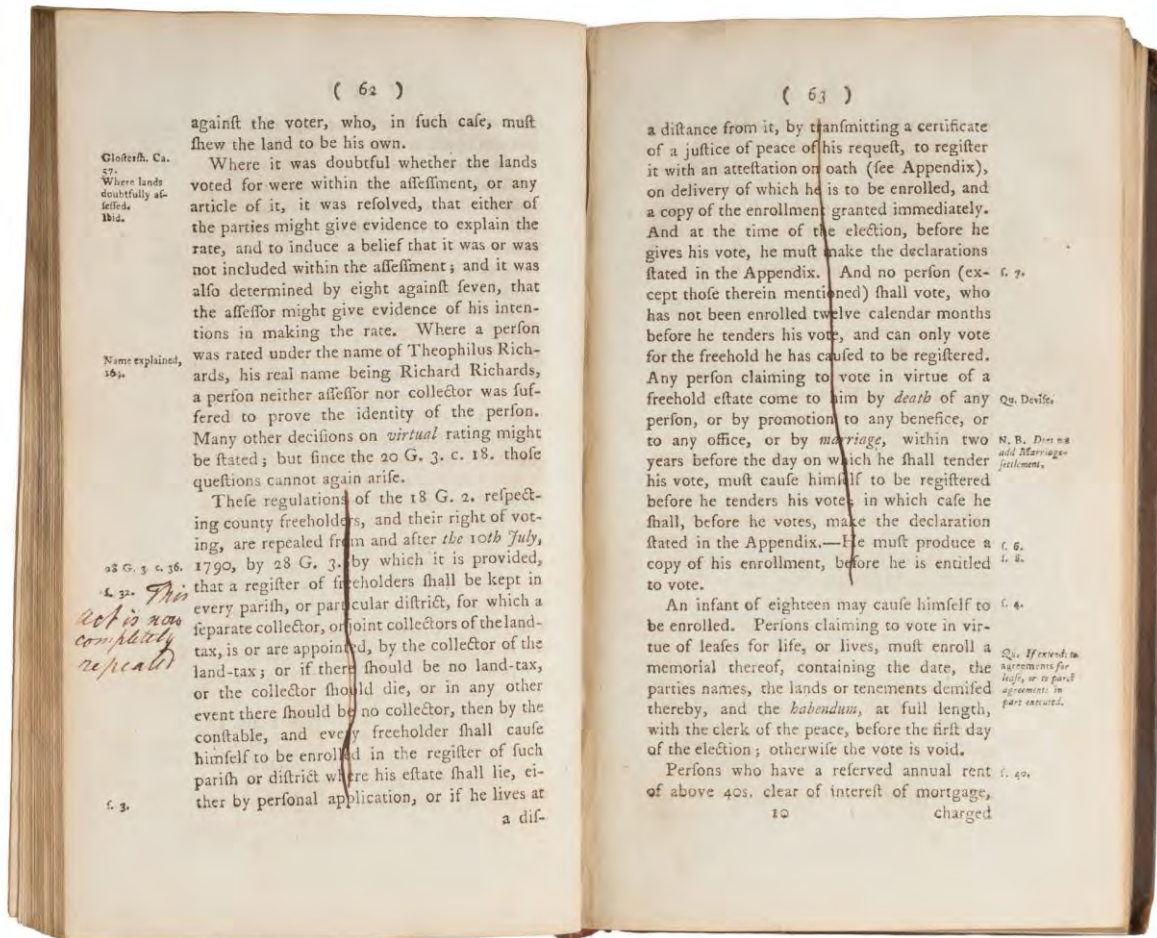 ( 62 )
againſt the voter, who, in ſuch caſe, muſt
ſhew the land to be his own.
Gloſterſh. Ca.
57.
Where lands
doubtfully aſ-
ſeſſed.
Ibid.
Where it was doubtful whether the lands
voted for were within the aſſeſſment, or any
article of it, it was reſolved, that either of
the parties might give evidence to explain the
rate, and to induce a belief that it was or was
not included within the aſſeſſment; and it was
alſo determined by eight againſt ſeven, that
the aſſeſſor might give evidence of his inten-
tions in making the rate. Where a perſon
Name explained,
163.
was rated under the name of Theophilus Rich-
ards, his real name being Richard Richards,
a perſon neither aſſeſſor nor collector was ſuf-
fered to prove the identity of the perſon.
Many other deciſions on virtual rating might
be ſtated; but ſince the 20 G. 3. c. 18. thoſe
queſtions cannot again ariſe.
Theſe regulations of the 18 G. 2. reſpect-
ing county freeholders, and their right of vot-
ing, are repealed from and after the 10th July,
28 G. 3. c. 36.
1790, by 28 G. 3. by which it is provided,
ſ. 32.
This
act is now
completely
repealed
that a regiſter of freeholders ſhall be kept in
every pariſh, or particular diſtrict, for which a
ſeparate collector, or joint collectors of the land-
tax, is or are appointed, by the collector of the
land-tax; or if there ſhould be no land-tax,
or the collector ſhould die, or in any other
event there ſhould be no collector, then by the
conſtable, and every freeholder ſhall cauſe
himſelf to be enrolled in the regiſter of ſuch
pariſh or diſtrict where his eſtate ſhall lie, ei-
ſ. 3.
ther by perſonal application, or if he lives at
a diſ-
( 63 )
a diſtance from it, by tranſmitting a certificate
of a juſtice of peace of his requeſt, to regiſter
it with an atteſtation on oath (ſee Appendix),
on delivery of which he is to be enrolled, and
a copy of the enrollment granted immediately.
And at the time of the election, before he
gives his vote, he muſt make the declarations
ſtated in the Appendix. And no perſon (ex-
ſ. 7.
cept thoſe therein mentioned) ſhall vote, who
has not been enrolled twelve calendar months
before he tenders his vote, and can only vote
for the freehold he has cauſed to be regiſtered.
Any perſon claiming to vote in virtue of a
freehold eſtate come to him by death of any
Qu. Deviſe.
perſon, or by promotion to any benefice, or
to any office, or by marriage, within two
N. B. Does not
add Marriage-
ſettlement.
years before the day on which he ſhall tender
his vote, muſt cauſe himſelf to be regiſtered
before he tenders his vote; in which caſe he
ſhall, before he votes, make the declaration
ſtated in the Appendix.—He muſt produce a
ſ. 6.
copy of his enrollment, before he is entitled
ſ. 8.
to vote.
An infant of eighteen may cauſe himſelf to
ſ. 4.
be enrolled. Perſons claiming to vote in vir-
tue of leaſes for life, or lives, muſt enroll a
memorial thereof, containing the date, the
Qu. If extends to
agreements for
leaſe, or to parol
agreements in
part executed.
parties names, the lands or tenements demiſed
thereby, and the habendum, at full length,
with the clerk of the peace, before the firſt day
of the election; otherwiſe the vote is void.
Perſons who have a reſerved annual rent
ſ. 40.
of above 40s. clear of intereſt of mortgage,
10
charged